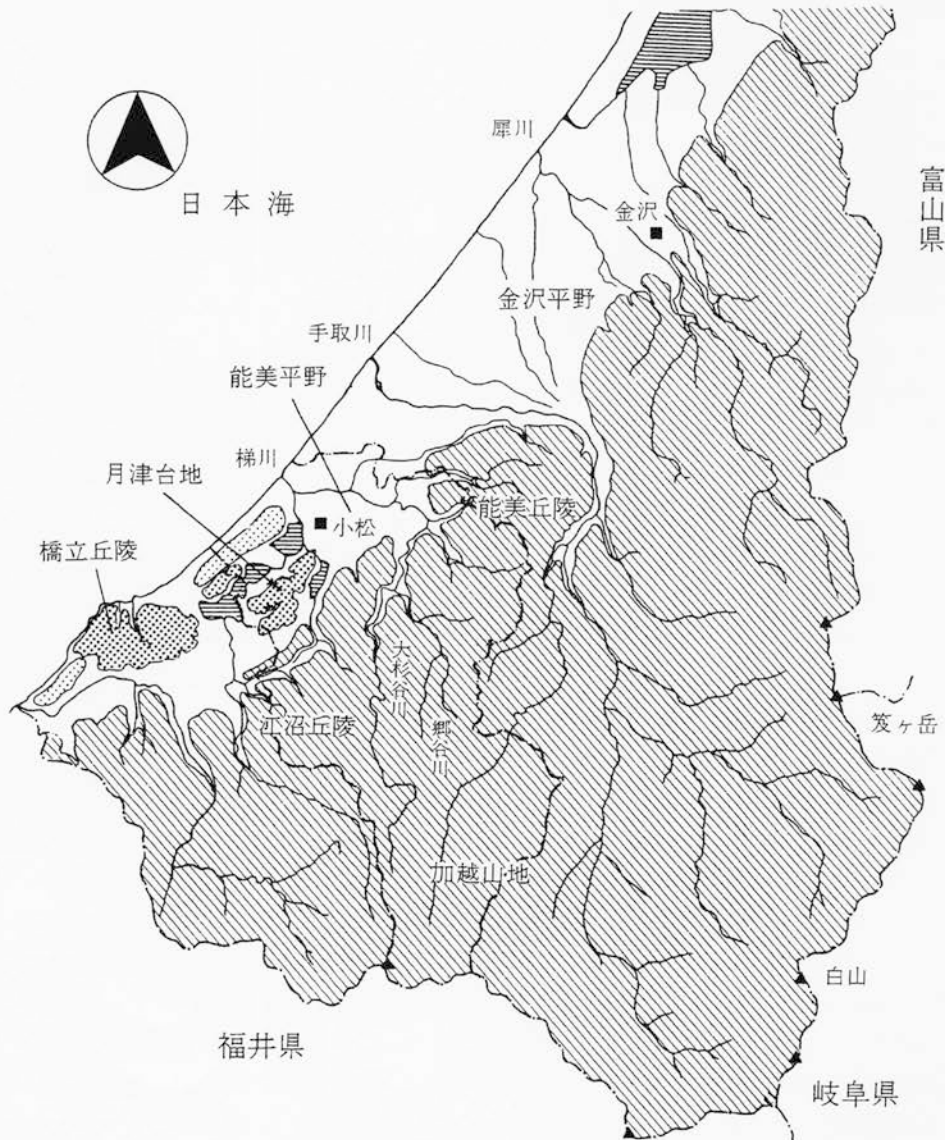 犀川
富山県
日本海
金沢
金沢平野
手取川
能美平野
梯川
月津台地
能美丘陵
小松
橋立丘陵
大杉谷川
江沼丘陵
郷谷川
笈ヶ岳
加越山地
白山
福井県
岐阜県